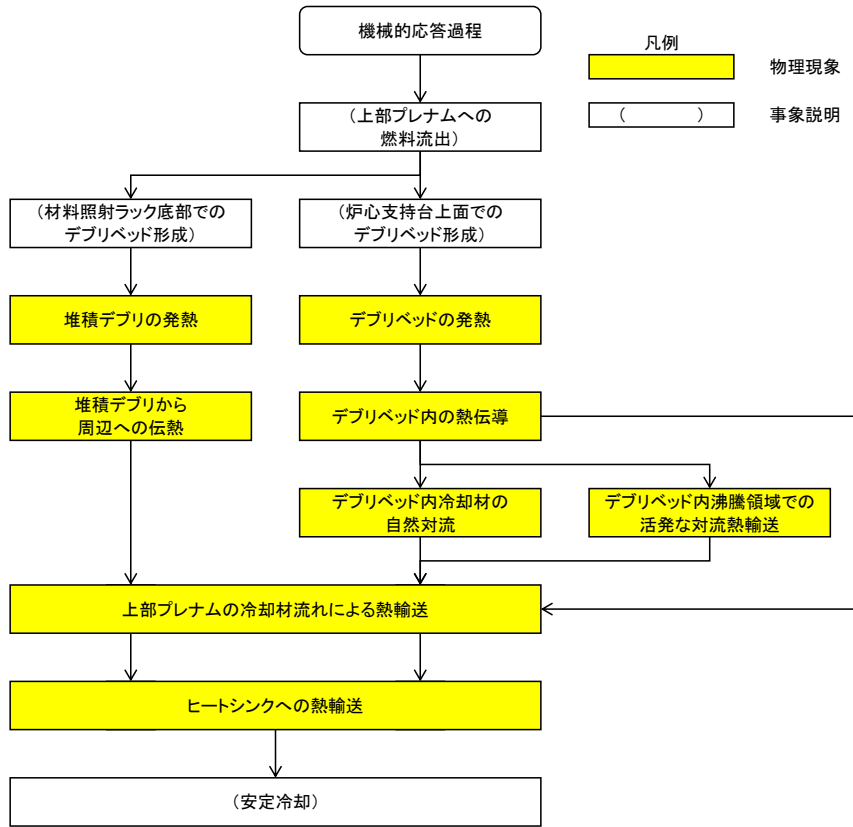 機械的応答過程
凡例
物理現象
( )
事象説明
(上部プレナムへの
燃料流出)
(材料照射ラック底部での
デブリベッド形成)
(炉心支持台上面での
デブリベッド形成)
堆積デブリの発熱
デブリベッドの発熱
堆積デブリから
周辺への伝熱
デブリベッド内の熱伝導
デブリベッド内冷却材の
自然対流
デブリベッド内沸騰領域での
活発な対流熱輸送
上部プレナムの冷却材流れによる熱輸送
ヒートシンクへの熱輸送
(安定冷却)